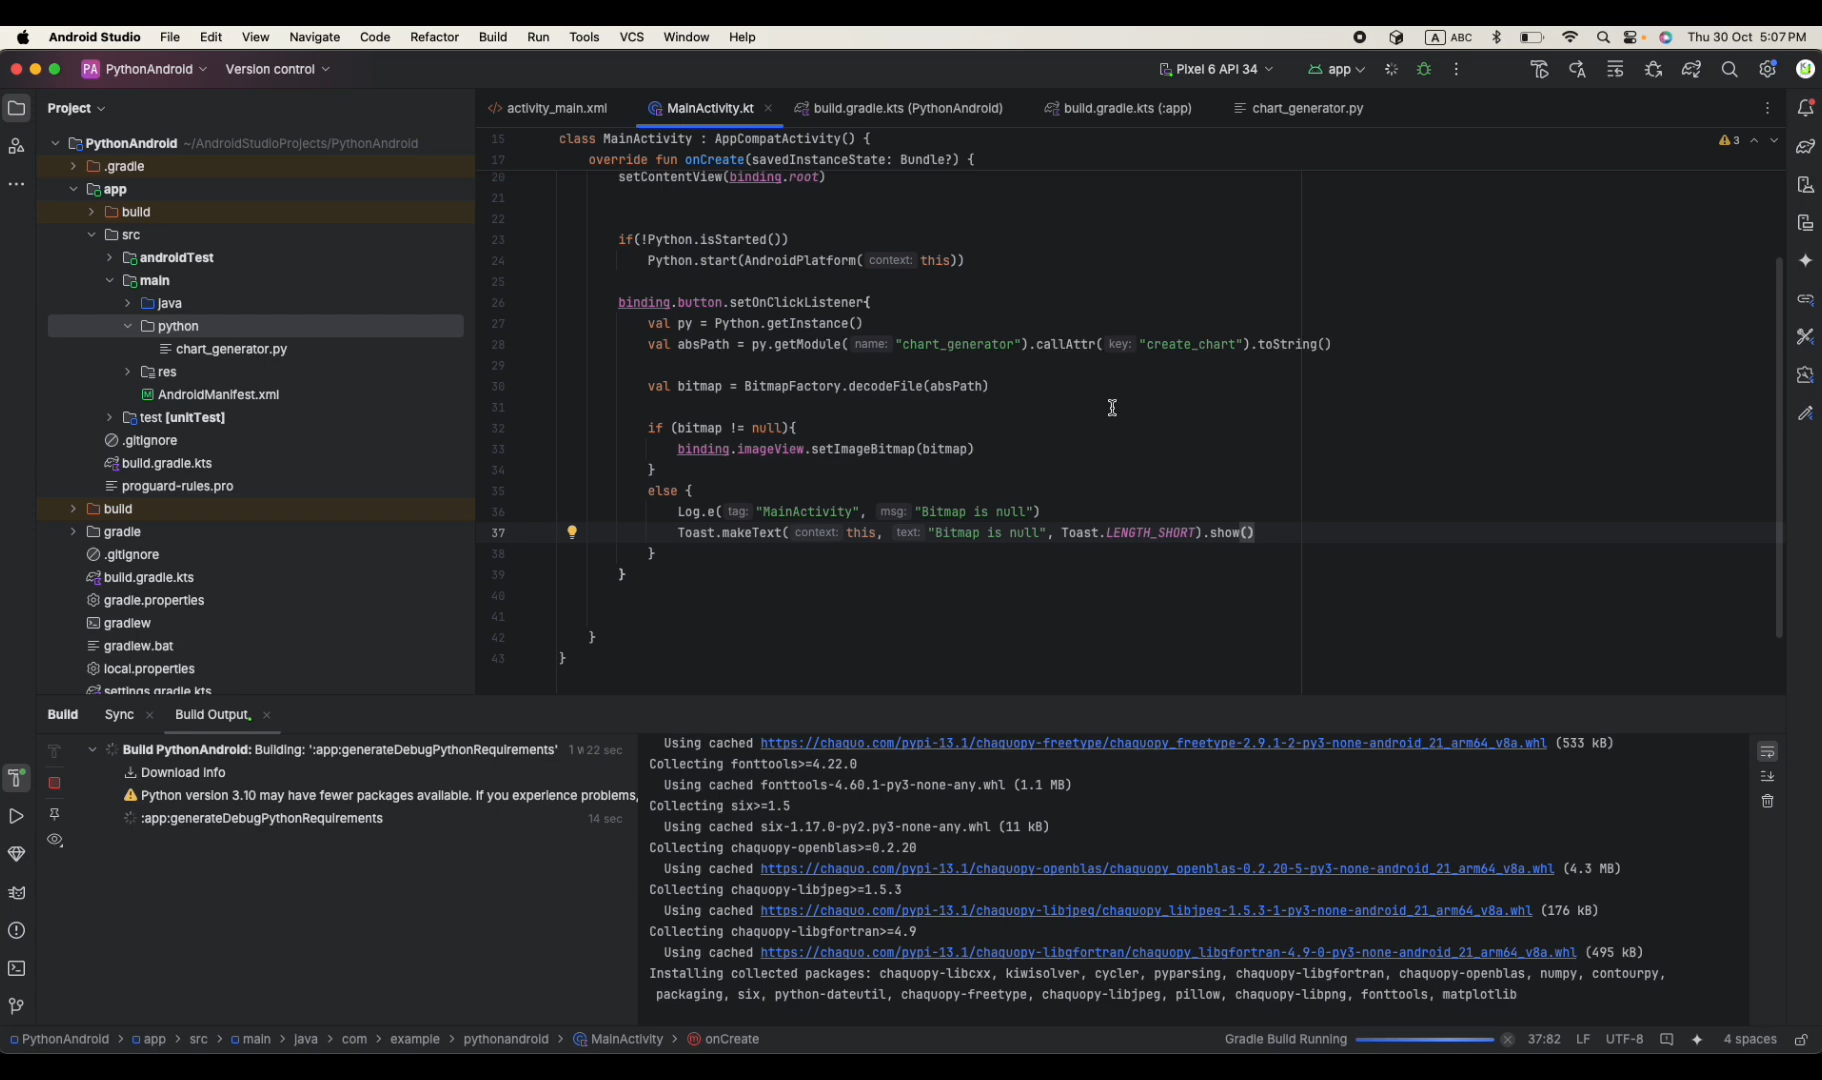 Android Studio File Edit View Navigate Code Refactor Build Run Tools VCS Window Help A ABC Thu 30 Oct 5:07 PM
PA PythonAndroid Version control Pixel 6 API 34 app
Project
activity_main.xml MainActivity.kt build.gradle.kts (PythonAndroid) build.gradle.kts (:app) chart_generator.py
PythonAndroid ~/AndroidStudioProjects/PythonAndroid
.gradle
app
build
src
androidTest
main
java
python
chart_generator.py
res
AndroidManifest.xml
test [unitTest]
.gitignore
build.gradle.kts
proguard-rules.pro
build
gradle
.gitignore
build.gradle.kts
gradle.properties
gradlew
gradlew.bat
local.properties
settings.gradle.kts
15 class MainActivity : AppCompatActivity() {
3
17 override fun onCreate(savedInstanceState: Bundle?) {
20 setContentView(binding.root)
21
22
23 if(!Python.isStarted())
24 Python.start(AndroidPlatform( context: this))
25
26 binding.button.setOnClickListener{
27 val py = Python.getInstance()
28 val absPath = py.getModule( name: "chart_generator").callAttr( key: "create_chart").toString()
29
30 val bitmap = BitmapFactory.decodeFile(absPath)
31
32 if (bitmap != null){
33 binding.imageView.setImageBitmap(bitmap)
34 }
35 else {
36 Log.e( tag: "MainActivity", msg: "Bitmap is null")
37 Toast.makeText( context: this, text: "Bitmap is null", Toast.LENGTH_SHORT).show()
38 }
39 }
40
41
42 }
43 }
Build Sync Build Output
Build PythonAndroid: Building: ':app:generateDebugPythonRequirements' 1 w 22 sec
Download info
Python version 3.10 may have fewer packages available. If you experience problems,
:app:generateDebugPythonRequirements 14 sec
Using cached https://chaquo.com/pypi-13.1/chaquopy-freetype/chaquopy_freetype-2.9.1-2-py3-none-android_21_arm64_v8a.whl (533 kB)
Collecting fonttools>=4.22.0
Using cached fonttools-4.60.1-py3-none-any.whl (1.1 MB)
Collecting six>=1.5
Using cached six-1.17.0-py2.py3-none-any.whl (11 kB)
Collecting chaquopy-openblas>=0.2.20
Using cached https://chaquo.com/pypi-13.1/chaquopy-openblas/chaquopy_openblas-0.2.20-5-py3-none-android_21_arm64_v8a.whl (4.3 MB)
Collecting chaquopy-libjpeg>=1.5.3
Using cached https://chaquo.com/pypi-13.1/chaquopy-libjpeg/chaquopy_libjpeg-1.5.3-1-py3-none-android_21_arm64_v8a.whl (176 kB)
Collecting chaquopy-libgfortran>=4.9
Using cached https://chaquo.com/pypi-13.1/chaquopy-libgfortran/chaquopy_libgfortran-4.9-0-py3-none-android_21_arm64_v8a.whl (495 kB)
Installing collected packages: chaquopy-libcxx, kiwisolver, cycler, pyparsing, chaquopy-libgfortran, chaquopy-openblas, numpy, contourpy,
packaging, six, python-dateutil, chaquopy-freetype, chaquopy-libjpeg, pillow, chaquopy-libpng, fonttools, matplotlib
PythonAndroid > app > src > main > java > com > example > pythonandroid > MainActivity > onCreate Gradle Build Running 37:82 LF UTF-8 4 spaces